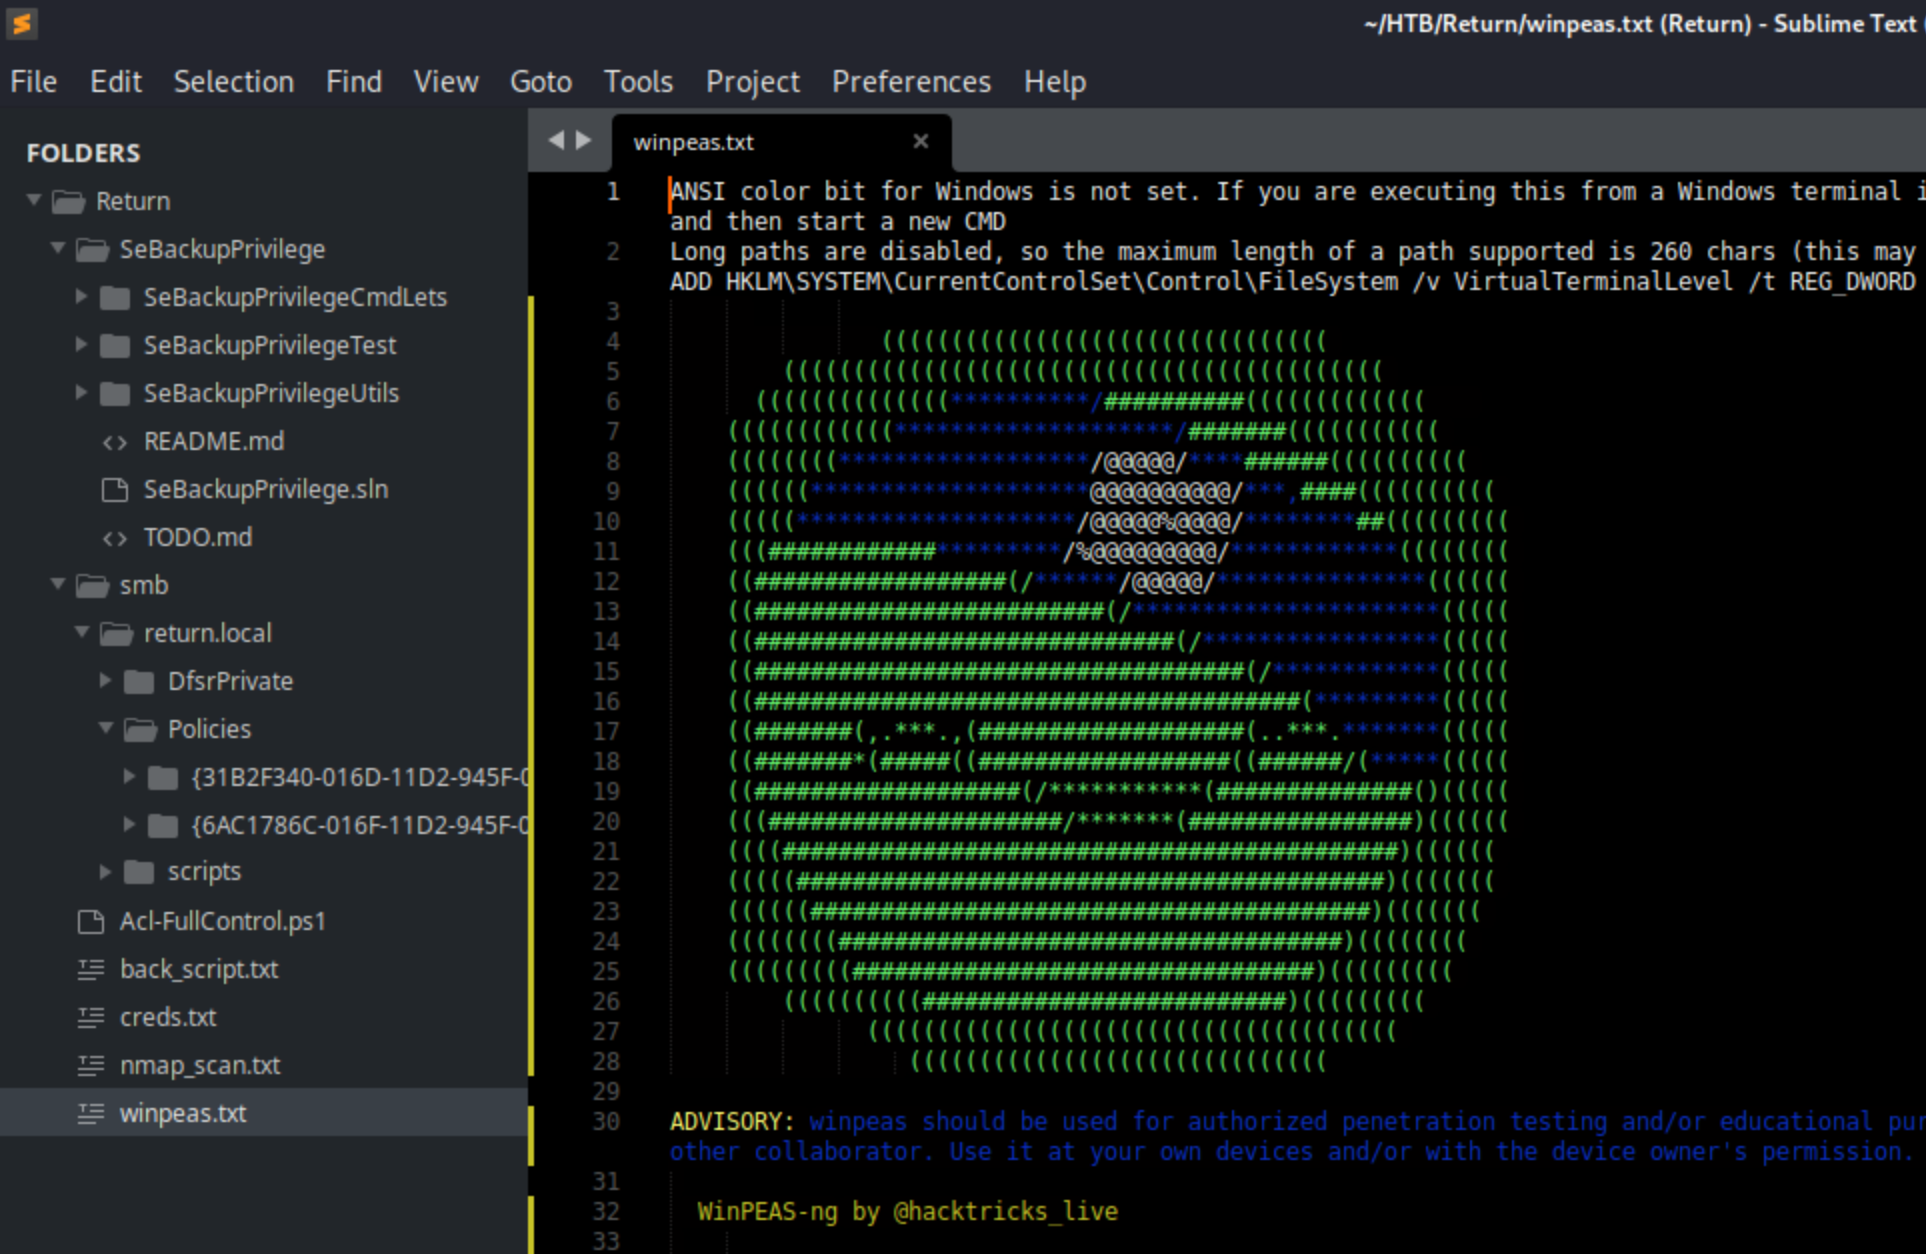 ~/HTB/Return/winpeas.txt (Return) - Sublime Text
File Edit Selection Find View Goto Tools Project Preferences Help
FOLDERS
Return
SeBackupPrivilege
SeBackupPrivilegeCmdLets
SeBackupPrivilegeTest
SeBackupPrivilegeUtils
README.md
SeBackupPrivilege.sln
TODO.md
smb
return.local
DfsrPrivate
Policies
{31B2F340-016D-11D2-945F-
{6AC1786C-016F-11D2-945F-
scripts
Acl-FullControl.ps1
back_script.txt
creds.txt
nmap_scan.txt
winpeas.txt
winpeas.txt
1 ANSI color bit for Windows is not set. If you are executing this from a Windows terminal
and then start a new CMD
2 Long paths are disabled, so the maximum length of a path supported is 260 chars (this may
ADD HKLM\SYSTEM\CurrentControlSet\Control\FileSystem /v VirtualTerminalLevel /t REG_DWORD
3
4
5
6
7
8
9
10
11
12
13
14
15
16
17
18
19
20
21
22
23
24
25
26
27
28
29
30 ADVISORY: winpeas should be used for authorized penetration testing and/or educational
other collaborator. Use it at your own devices and/or with the device owner's permission.
31
32 WinPEAS-ng by @hacktricks_live
33